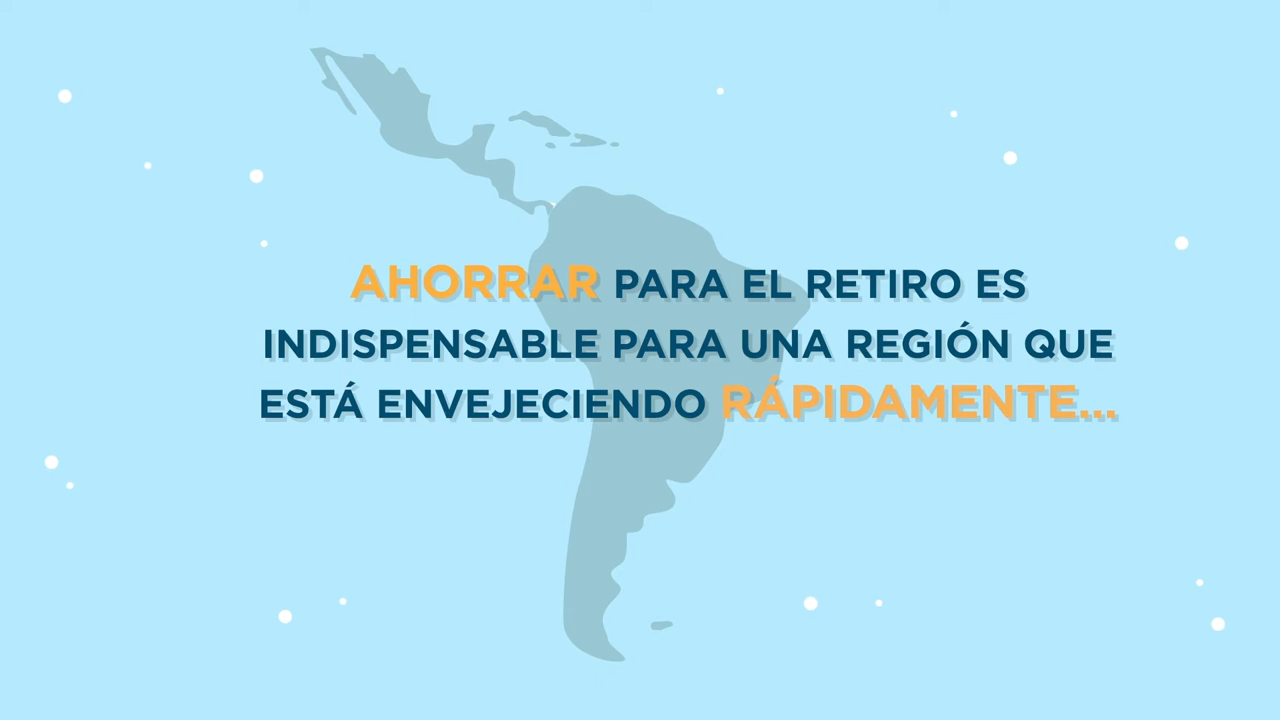 AHORRAR PARA EL RETIRO ES
INDISPENSABLE PARA UNA REGIÓN QUE
ESTÁ ENVEJECIENDO RÁPIDAMENTE...